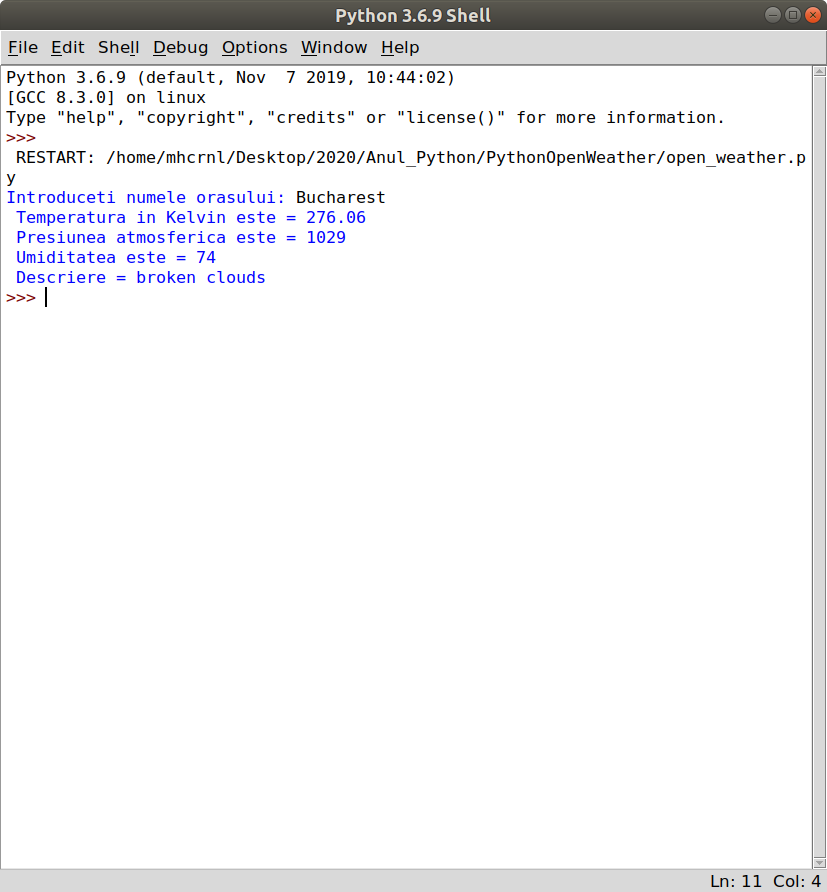 Python 3.6.9 Shell
File Edit Shell Debug Options Window Help
Python 3.6.9 (default, Nov  7 2019, 10:44:02)
[GCC 8.3.0] on linux
Type "help", "copyright", "credits" or "license()" for more information.
>>>
 RESTART: /home/mhcrnl/Desktop/2020/Anul_Python/PythonOpenWeather/open_weather.p
y
Introduceti numele orasului: Bucharest
 Temperatura in Kelvin este = 276.06
 Presiunea atmosferica este = 1029
 Umiditatea este = 74
 Descriere = broken clouds
>>>
Ln: 11 Col: 4